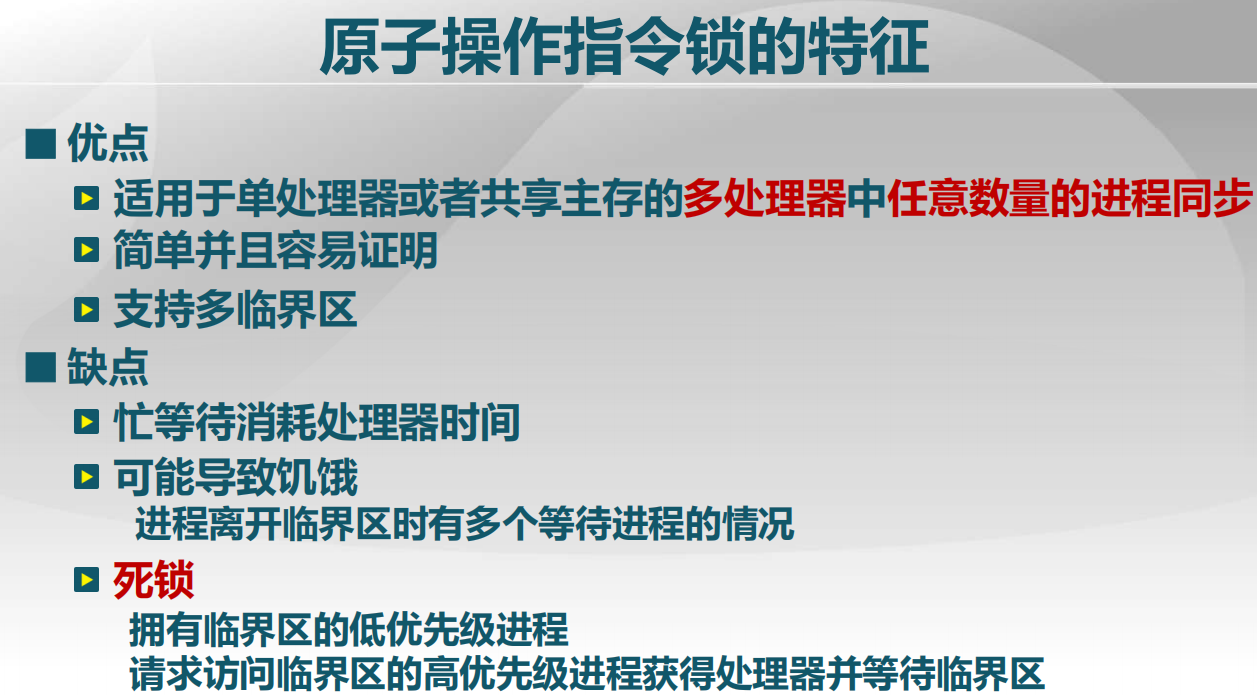 原子操作指令锁的特征
优点
适用于单处理器或者共享主存的多处理器中任意数量的进程同步
简单并且容易证明
支持多临界区
缺点
忙等待消耗处理器时间
可能导致饥饿
进程离开临界区时有多个等待进程的情况
死锁
拥有临界区的低优先级进程
请求访问临界区的高优先级进程获得处理器并等待临界区